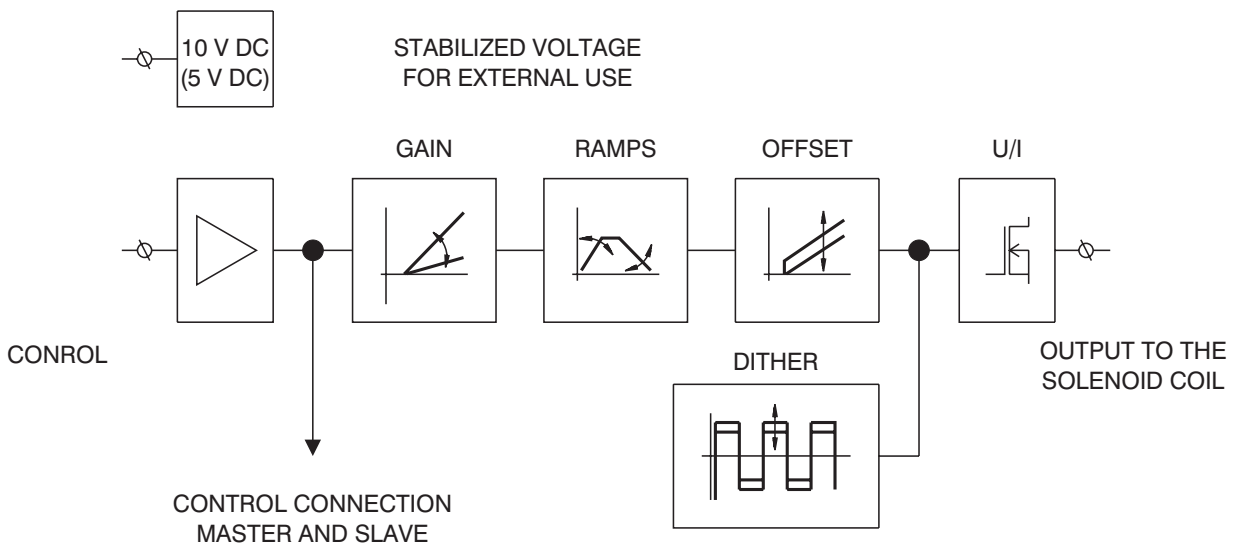 10 V DC
(5 V DC)
STABILIZED VOLTAGE
FOR EXTERNAL USE
GAIN
RAMPS
OFFSET
U/I
CONROL
OUTPUT TO THE
SOLENOID COIL
DITHER
CONTROL CONNECTION
MASTER AND SLAVE